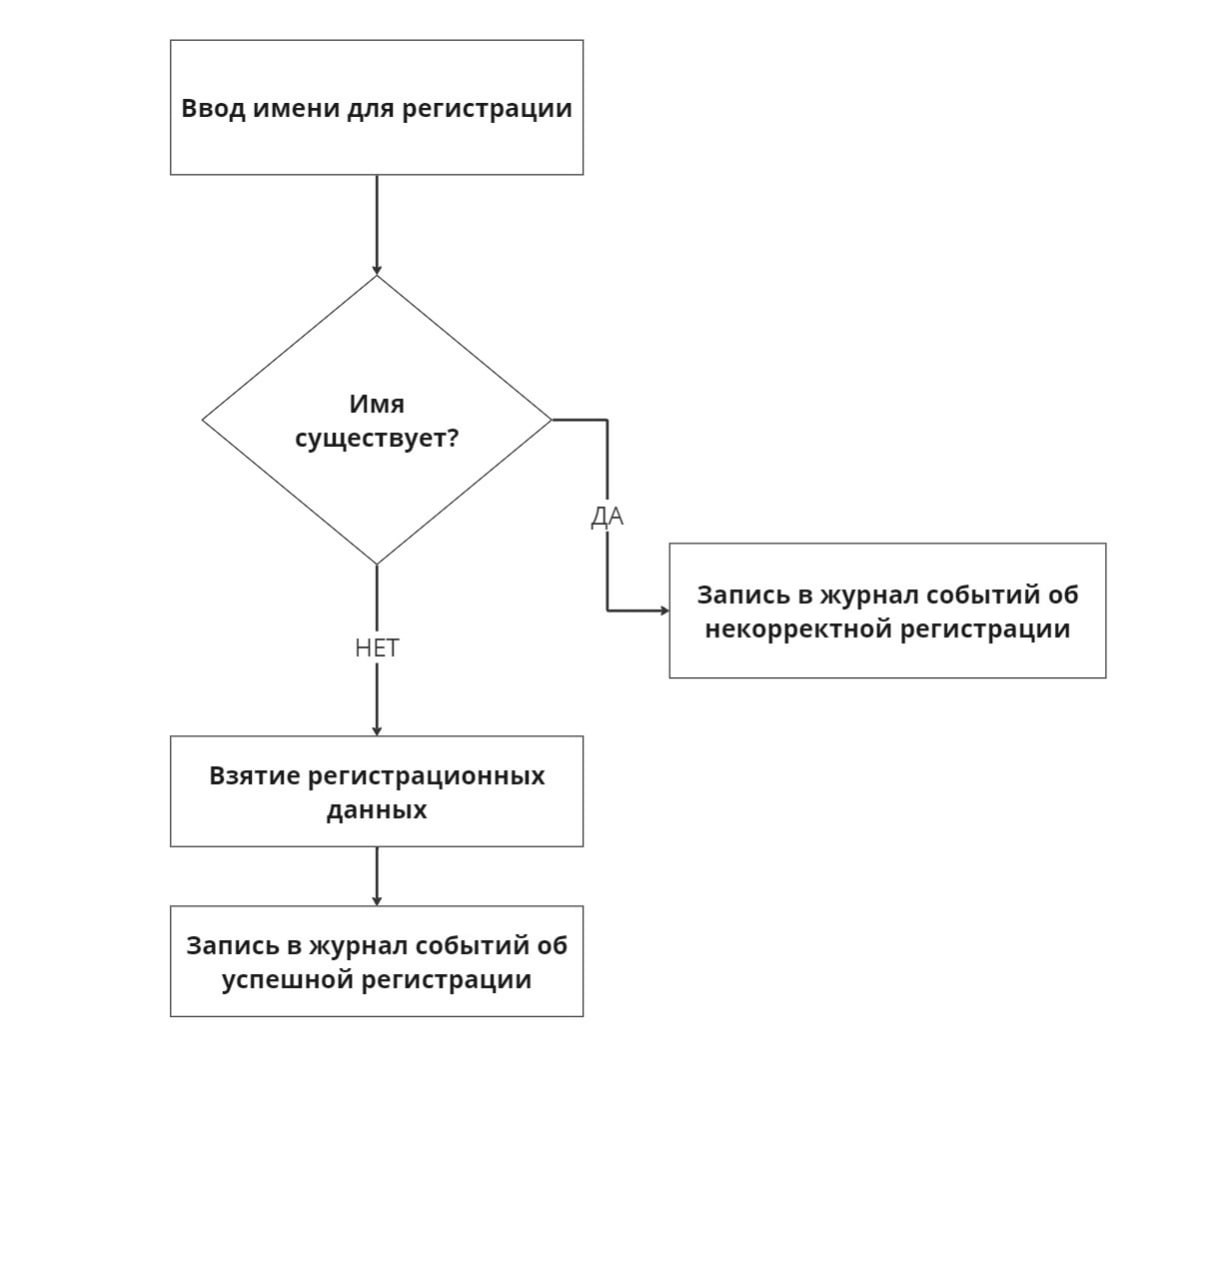 Ввод имени для регистрации
Имя
существует?
ДА
Запись в журнал событий об
некорректной регистрации
НЕТ
Взятие регистрационных
данных
Запись в журнал событий об
успешной регистрации